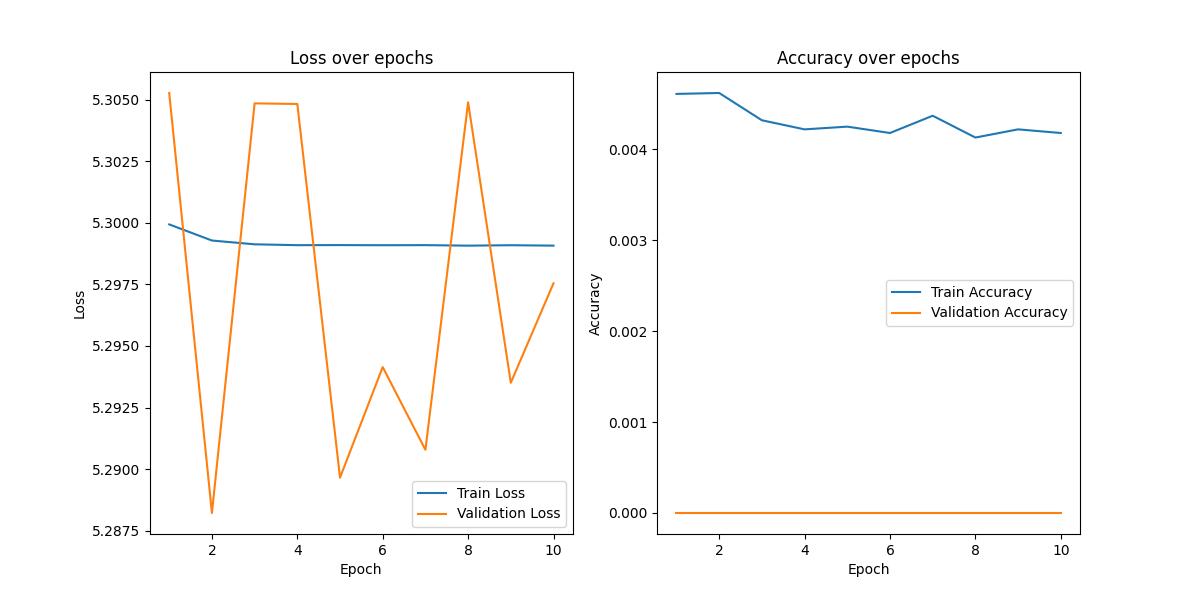 Loss over epochs
5.3050
5.3025
5.3000
5.2975
5.2950
5.2925
5.2900
5.2875
Loss
2 4 6 8 10
Epoch
Train Loss
Validation Loss
Accuracy over epochs
0.004
0.003
0.002
0.001
0.000
Accuracy
2 4 6 8 10
Epoch
Train Accuracy
Validation Accuracy